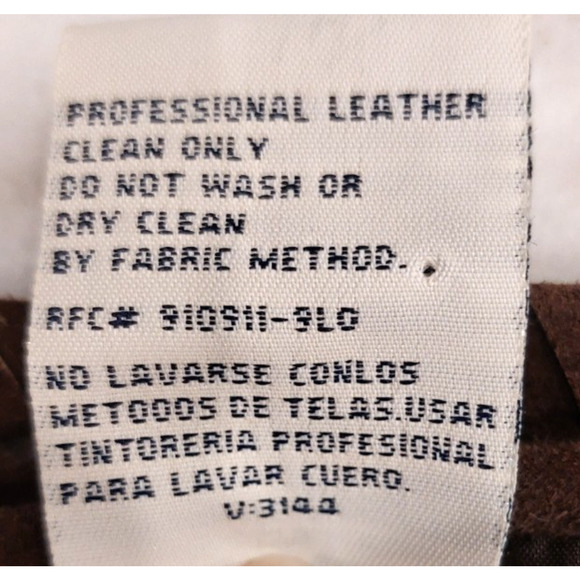 PROFESSIONAL LEATHER
CLEAN ONLY
DO NOT WASH OR
DRY CLEAN
BY FABRIC METHOD.
RFC# 910911-9L0
NO LAVARSE CONLOS
METODOS DE TELAS.USAR
TINTORERIA PROFESIONAL
PARA LAVAR CUERO.
V:3144